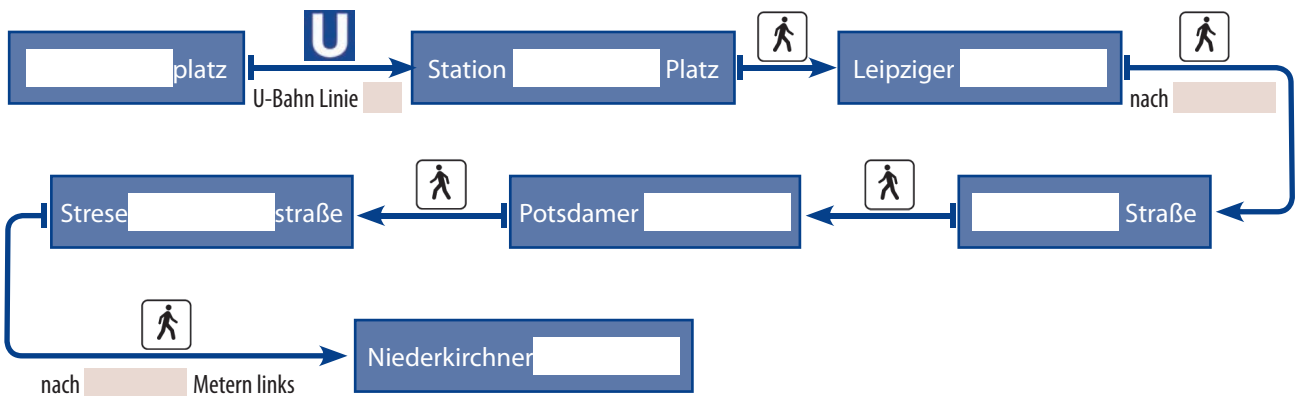 U
platz
U-Bahn Linie
Station Platz
Leipziger
nach
Strese straße
Potsdamer
Straße
nach Metern links
Niederkirchner